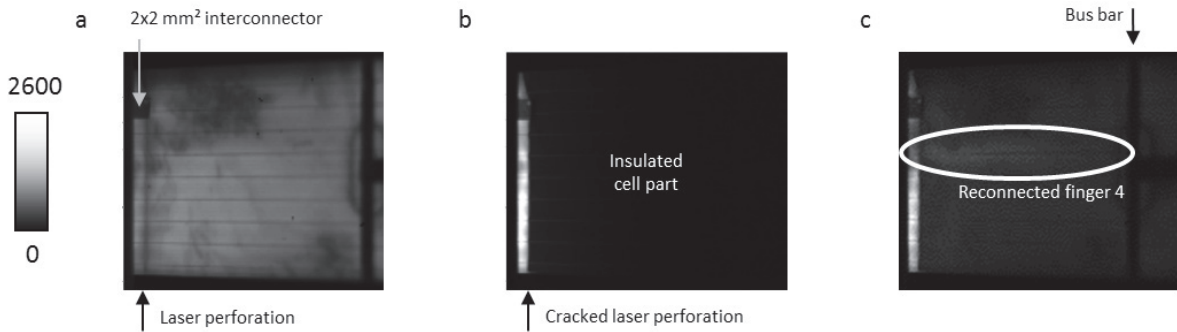 a
2x2 mm² interconnector
b
c
Bus bar
2600
0
Insulated
cell part
Reconnected finger 4
Laser perforation
Cracked laser perforation